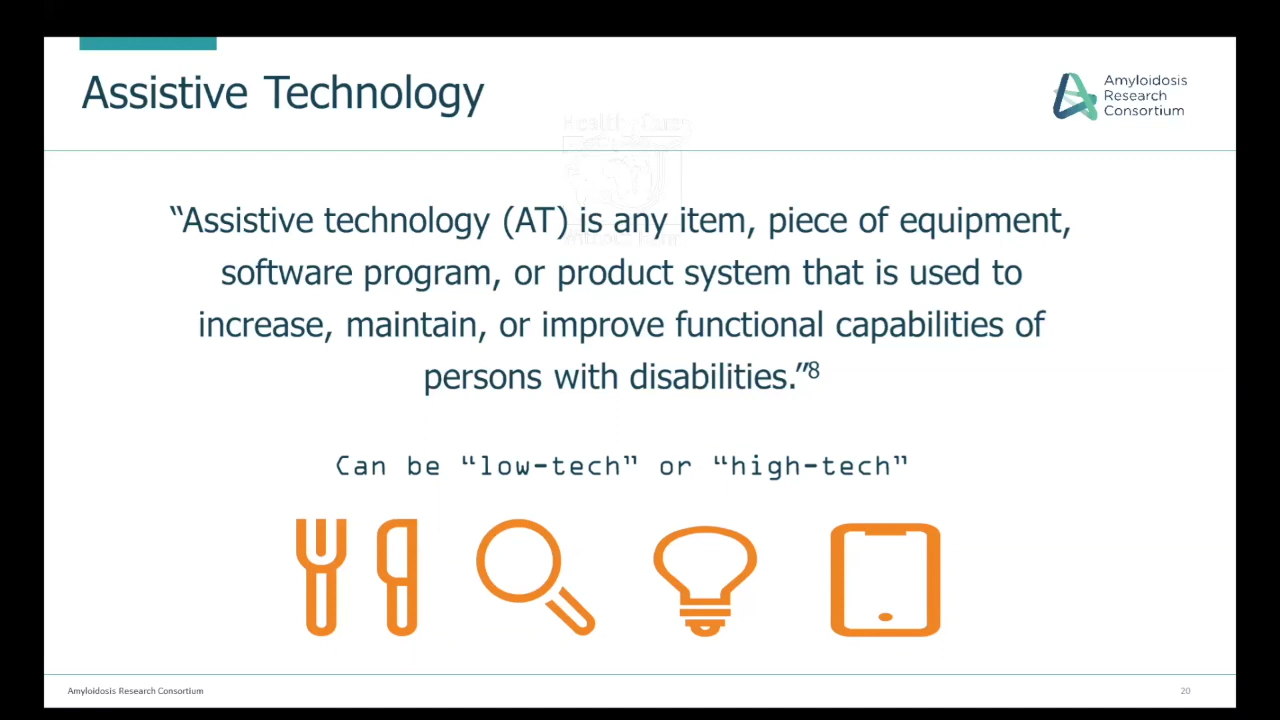 Assistive Technology
Amyloidosis
Research
Consortium
“Assistive technology (AT) is any item, piece of equipment,
software program, or product system that is used to
increase, maintain, or improve functional capabilities of
persons with disabilities.”8
Can be “low-tech” or “high-tech”
Amyloidosis Research Consortium
20